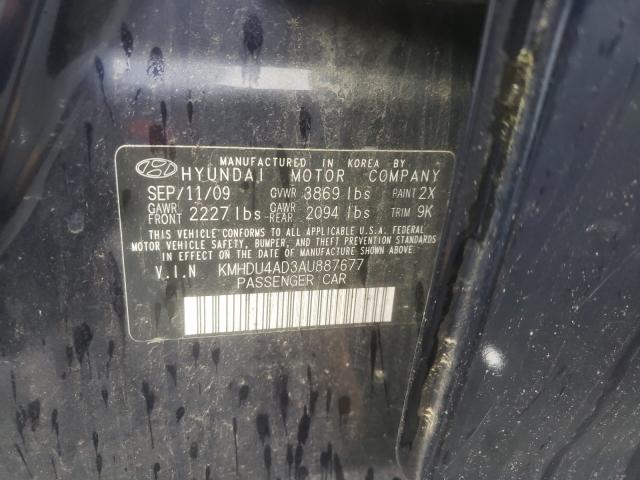 MANUFACTURED IN KOREA BY
HYUNDAI MOTOR COMPANY
SEP/11/09 GVWR 3869 lbs PAINT 2X
GAWR FRONT 2227 lbs GAWR REAR 2094 lbs TRIM 9K
THIS VEHICLE CONFORMS TO ALL APPLICABLE U.S.A. FEDERAL
MOTOR VEHICLE SAFETY, BUMPER, AND THEFT PREVENTION
STANDARDS IN EFFECT ON THE DATE OF MANUFACTURE SHOWN ABOVE.
V.I.N KMHDU4AD3AU887677
PASSENGER CAR